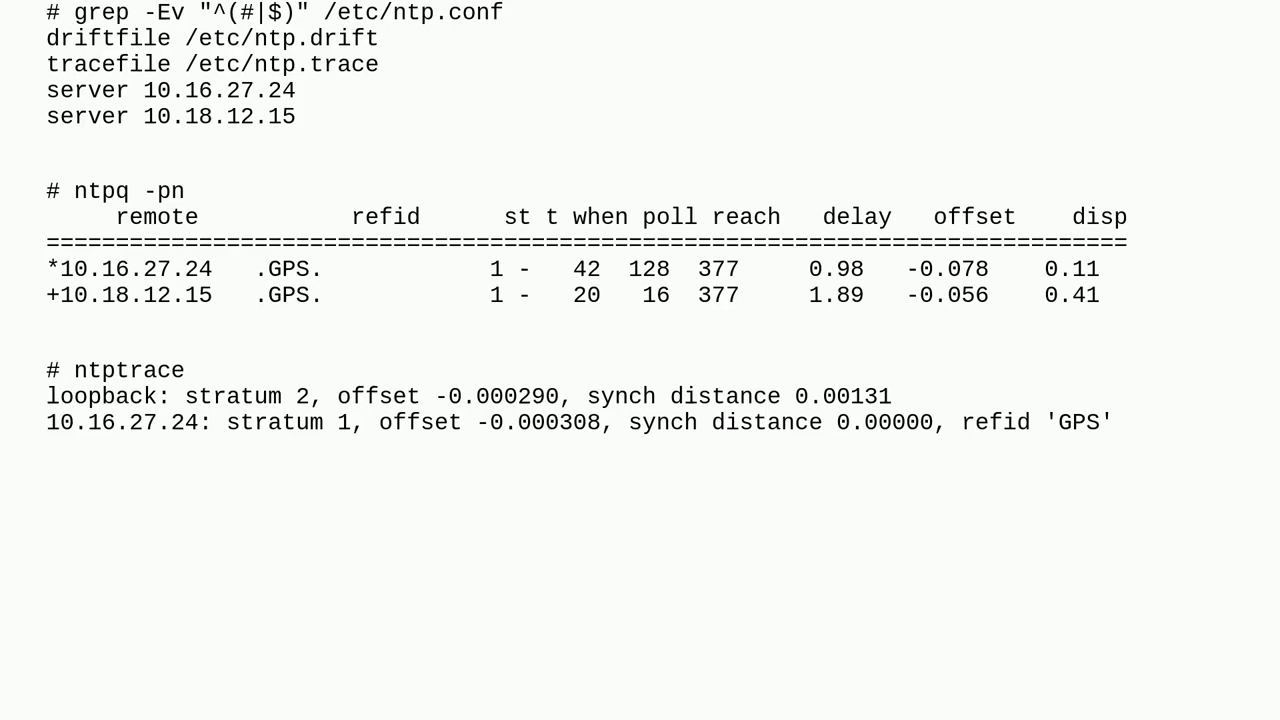 # grep -Ev "^(#|$)" /etc/ntp.conf
driftfile /etc/ntp.drift
tracefile /etc/ntp.trace
server 10.16.27.24
server 10.18.12.15
# ntpq -pn
     remote           refid      st t when poll reach   delay   offset    disp
==============================================================================
*10.16.27.24   .GPS.            1 -   42  128  377     0.98   -0.078    0.11
+10.18.12.15   .GPS.            1 -   20   16  377     1.89   -0.056    0.41
# ntptrace
loopback: stratum 2, offset -0.000290, synch distance 0.00131
10.16.27.24: stratum 1, offset -0.000308, synch distance 0.00000, refid 'GPS'